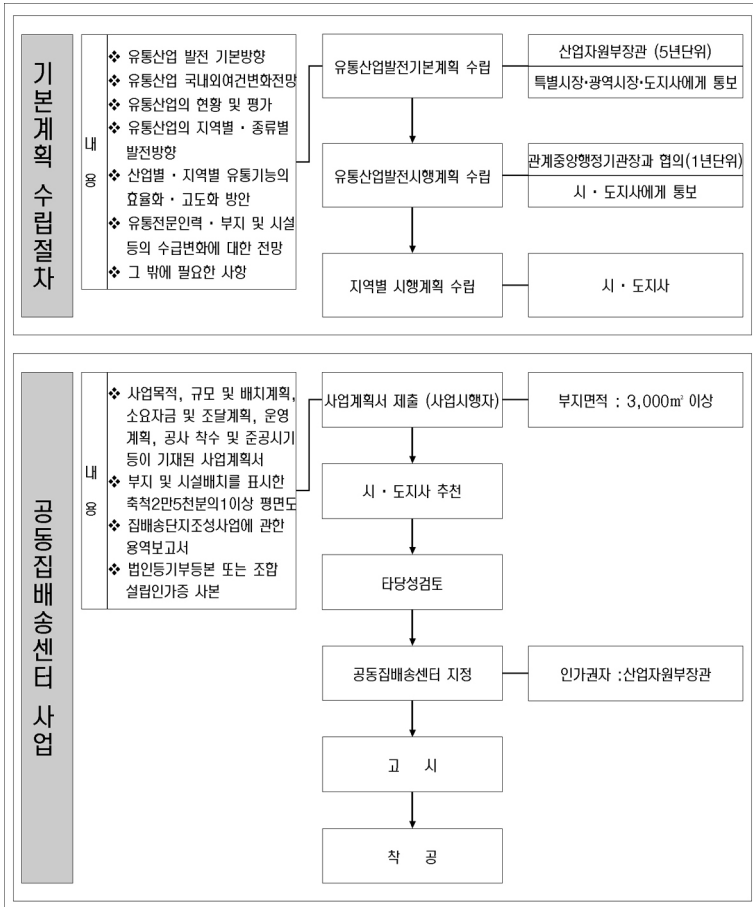 기본계획 수립절차
내
용
❖ 유통산업 발전 기본방향
❖ 유통산업 국내외여건변화전망
❖ 유통산업의 현황 및 평가
❖ 유통산업의 지역별・종류별
발전방향
❖ 산업별・지역별 유통기능의
효율화・고도화 방안
❖ 유통전문인력・부지 및 시설
등의 수급변화에 대한 전망
❖ 그 밖에 필요한 사항
유통산업발전기본계획 수립
산업자원부장관 (5년단위)
특별시장·광역시장·도지사에게 통보
유통산업발전시행계획 수립
관계중앙행정기관장과 협의(1년단위)
시・도지사에게 통보
지역별 시행계획 수립
시・도지사
공동집배송센터 사업
내
용
❖ 사업목적, 규모 및 배치계획,
소요자금 및 조달계획, 운영
계획, 공사 착수 및 준공시기
등이 기재된 사업계획서
❖ 부지 및 시설배치를 표시한
축척2만5천분의1이상 평면도
❖ 집배송단지조성사업에 관한
용역보고서
❖ 법인등기부등본 또는 조합
설립인가증 사본
사업계획서 제출 (사업시행자)
부지면적 : 3,000㎡ 이상
시・도지사 추천
타당성검토
공동집배송센터 지정
인가권자 :산업자원부장관
고 시
착 공